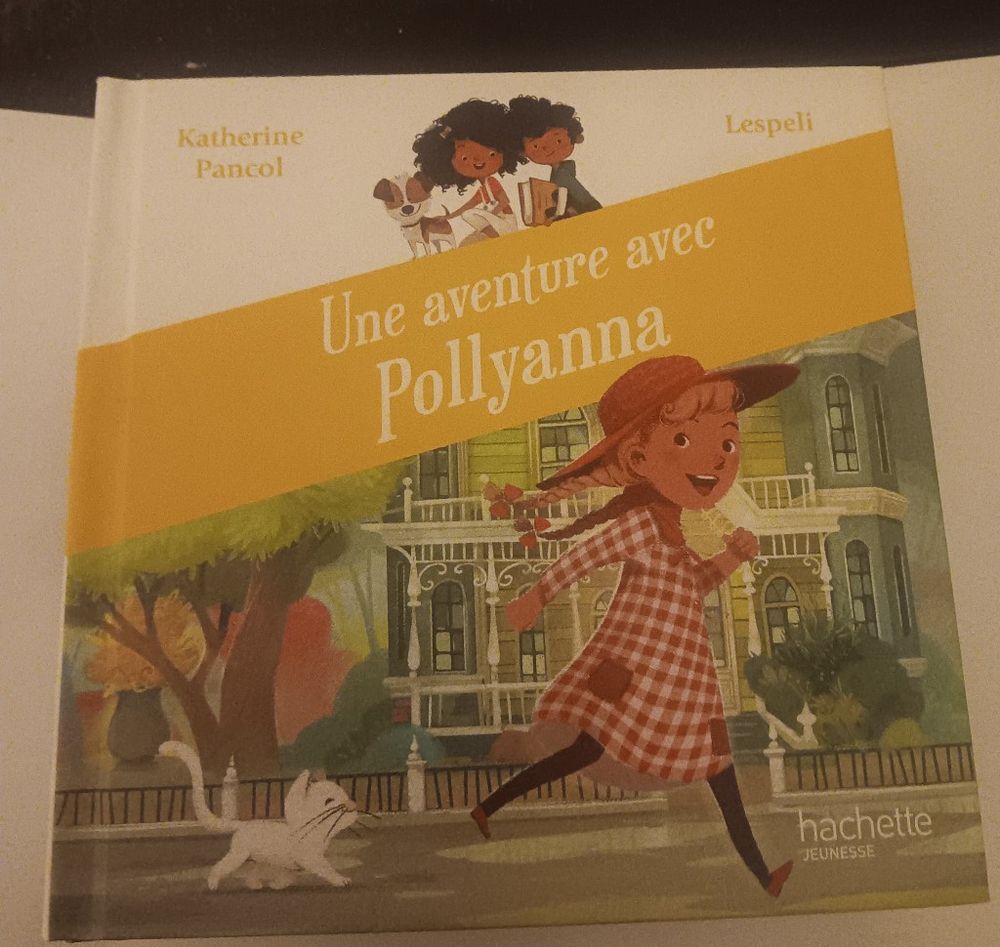 Katherine
Pancol
Lespeli
Une aventure avec
Pollyanna
hachette
JEUNESSE